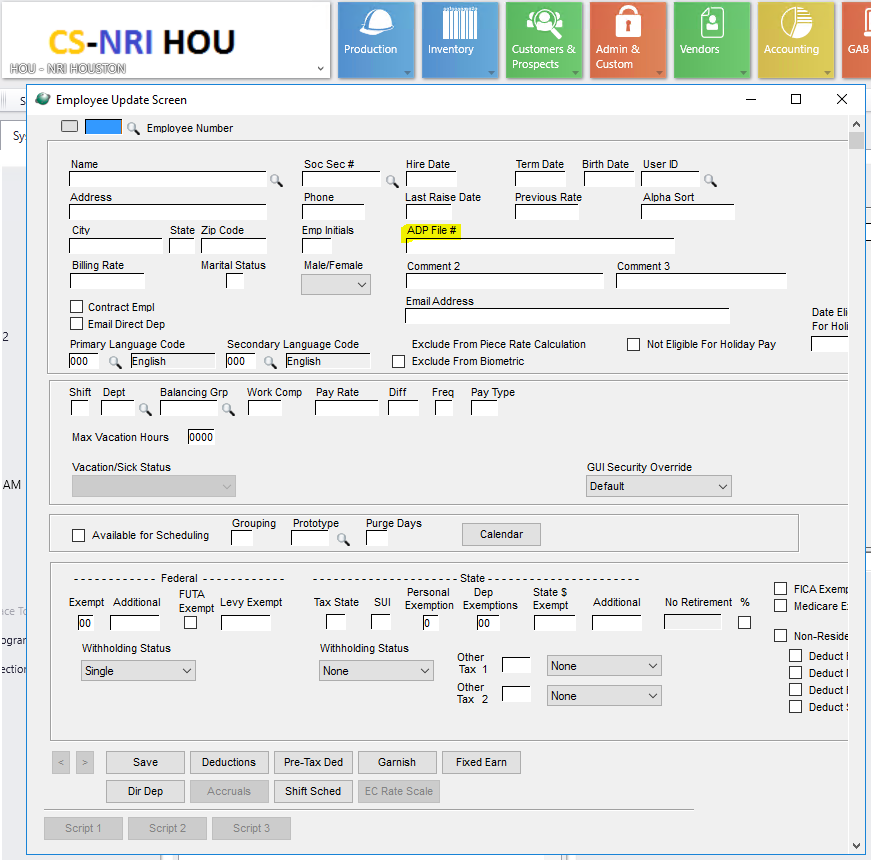 CS-NRI HOU
HOU - NRI HOUSTON
Production
Inventory
Customers &
Prospects
Admin &
Custom
Vendors
Accounting
GAB
Employee Update Screen
Employee Number
Name
Soc Sec #
Hire Date
Term Date
Birth Date
User ID
Address
Phone
Last Raise Date
Previous Rate
Alpha Sort
City
State
Zip Code
Emp Initials
ADP File #
Billing Rate
Marital Status
Male/Female
Comment 2
Comment 3
Contract Empl
Email Direct Dep
Email Address
Date Eli
For Holi
Primary Language Code
Secondary Language Code
Exclude From Piece Rate Calculation
Not Eligible For Holiday Pay
000
English
000
English
Exclude From Biometric
2
Shift
Dept
Balancing Grp
Work Comp
Pay Rate
Diff
Freq
Pay Type
Max Vacation Hours
0000
Vacation/Sick Status
GUI Security Override
Default
AM
Available for Scheduling
Grouping
Prototype
Purge Days
Calendar
Federal
State
Exempt
Additional
FUTA
Exempt
Levy Exempt
Tax State
SUI
Personal
Exemption
Dep
Exemptions
State $
Exempt
Additional
No Retirement
%
00
0
00
FICA Exemp
Medicare E
Non-Reside
Withholding Status
Single
Withholding Status
None
Other
Tax 1
None
Other
Tax 2
None
Deduct
Deduct
Deduct
Deduct
<
>
Save
Deductions
Pre-Tax Ded
Garnish
Fixed Earn
Dir Dep
Accruals
Shift Sched
EC Rate Scale
Script 1
Script 2
Script 3